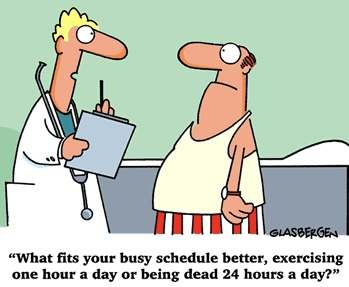 GLASBERGEN
“What fits your busy schedule better, exercising
one hour a day or being dead 24 hours a day?”